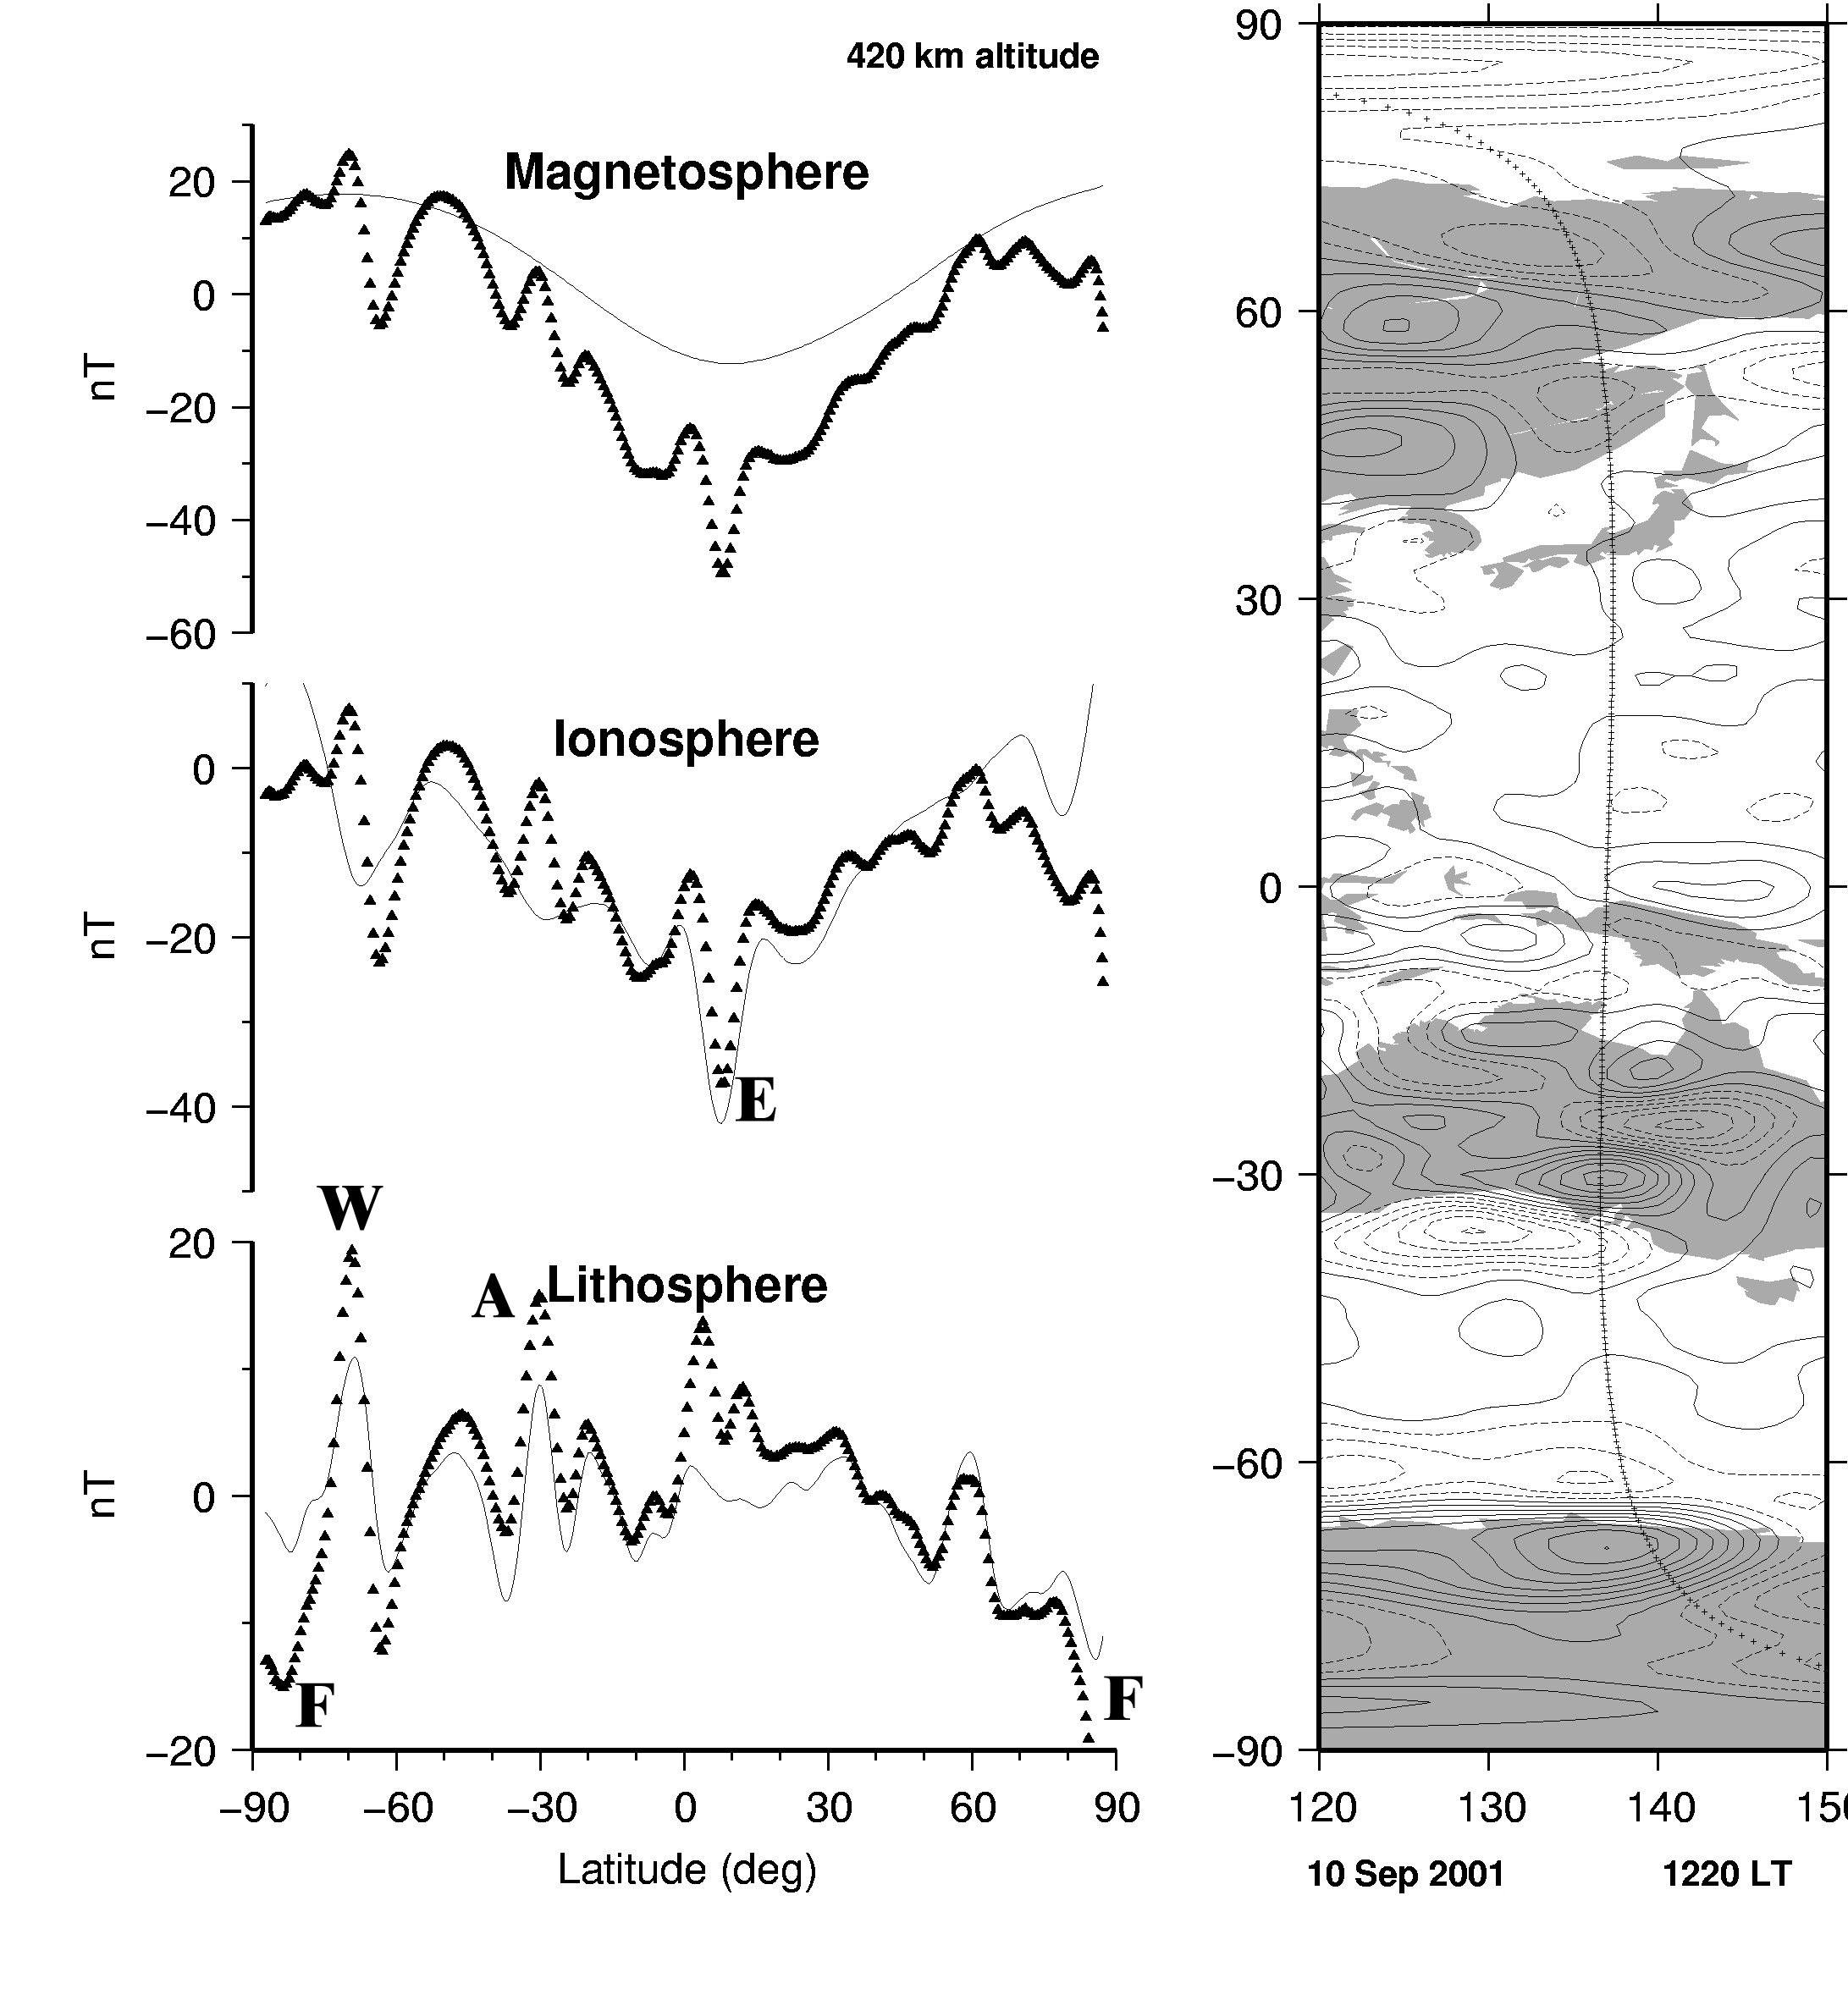 420 km altitude
Magnetosphere
nT
20
0
−20
−40
−60
Ionosphere
nT
0
−20
−40
E
Lithosphere
W
A
F
F
nT
20
0
−20
−90 −60 −30 0 30 60 90
Latitude (deg)
90
60
30
0
−30
−60
−90
120 130 140 150
10 Sep 2001 1220 LT